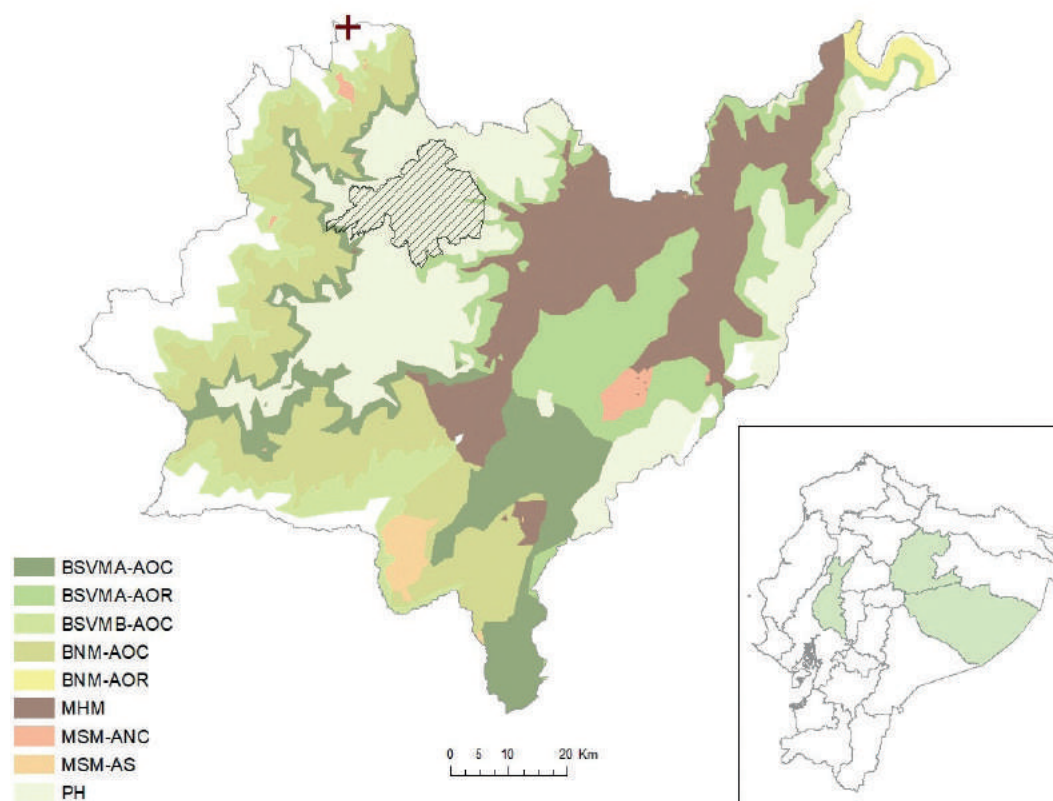 BSVMA-AOC
BSVMA-AOR
BSVMB-AOC
BNM-AOC
BNM-AOR
MHM
MSM-ANC
MSM-AS
PH
0 5 10 20 Km